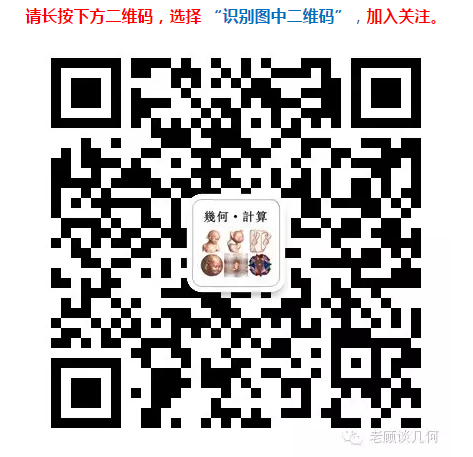 请长按下方二维码，选择 “识别图中二维码”，加入关注。
幾何·計算
老顾谈几何